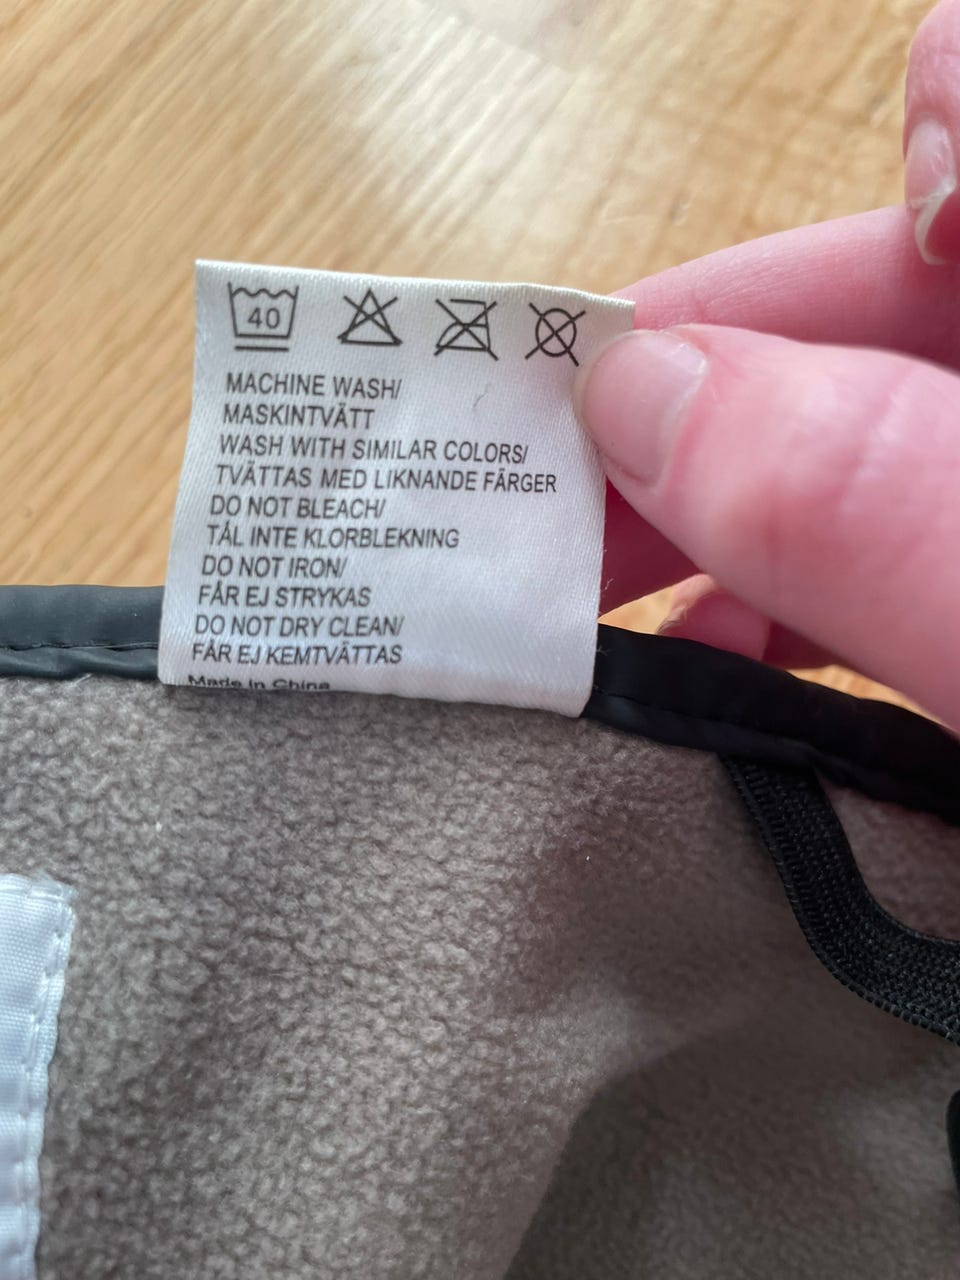 40
MACHINE WASH/
MASKINTVÄTT
WASH WITH SIMILAR COLORS/
TVÄTTAS MED LIKNANDE FÄRGER
DO NOT BLEACH/
TÅL INTE KLORBLEKNING
DO NOT IRON/
FÅR EJ STRYKAS
DO NOT DRY CLEAN/
FÅR EJ KEMTVÄTTAS
Made in China